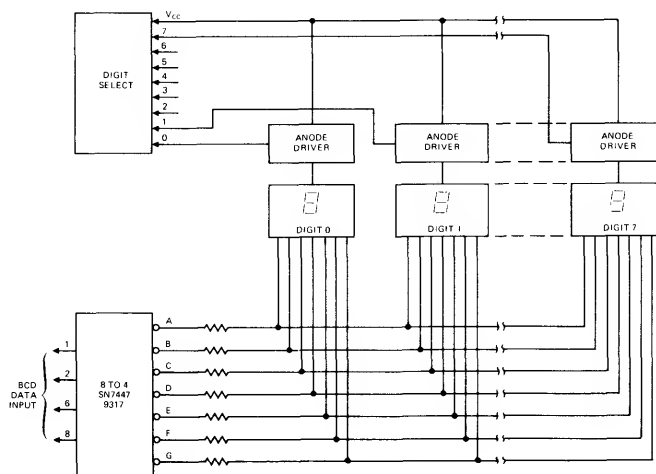 VCC
7
6
5
4
3
2
1
0
DIGIT
SELECT
ANODE
DRIVER
ANODE
DRIVER
ANODE
DRIVER
DIGIT 0
DIGIT 1
DIGIT 7
BCD
DATA
INPUT
1
2
6
8
8 TO 4
SN7447
9317
A
B
C
D
E
F
G